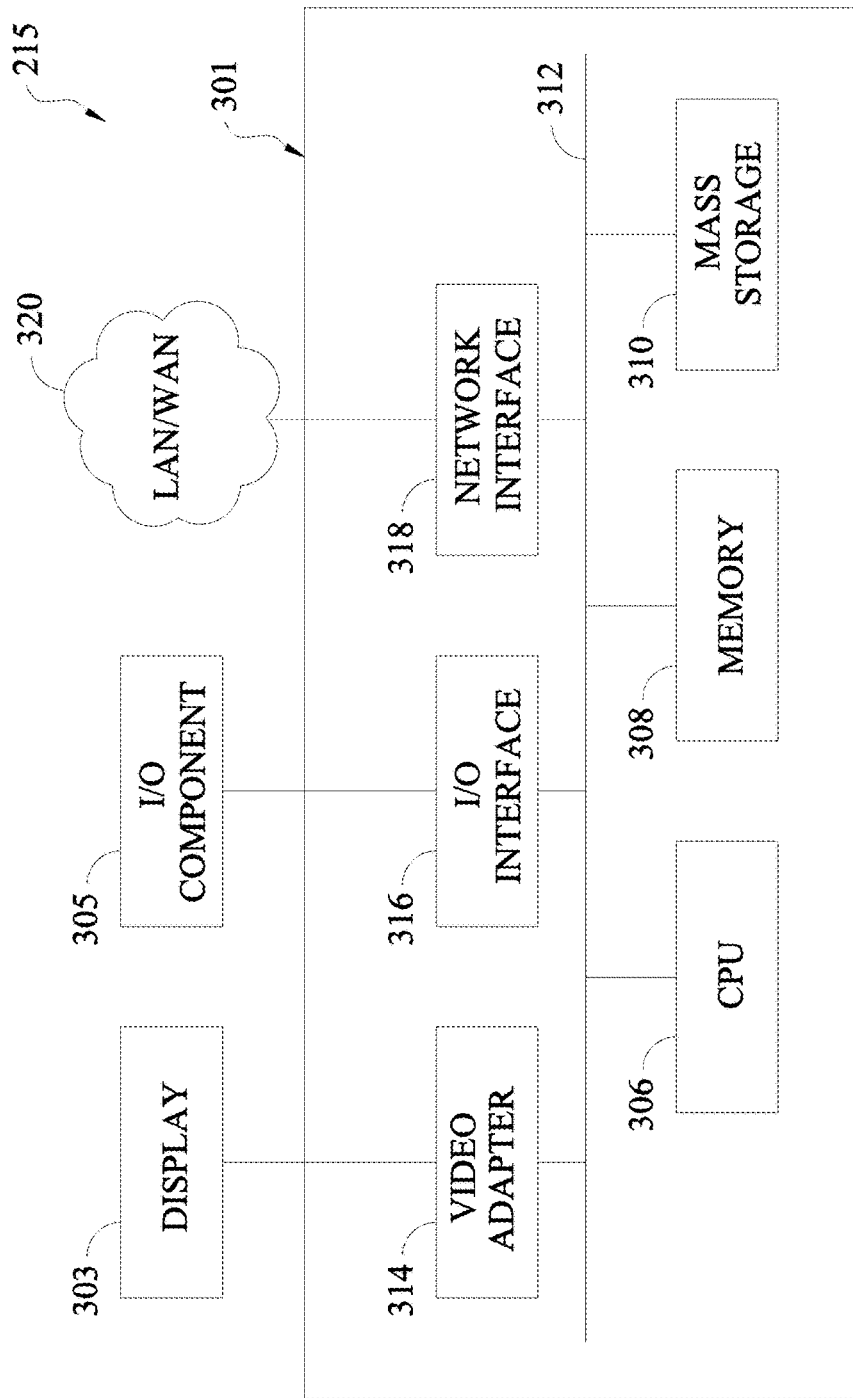 215
303
DISPLAY
305
I/O
COMPONENT
320
LAN/WAN
301
314
VIDEO
ADAPTER
316
I/O
INTERFACE
318
NETWORK
INTERFACE
312
306
CPU
308
MEMORY
310
MASS
STORAGE